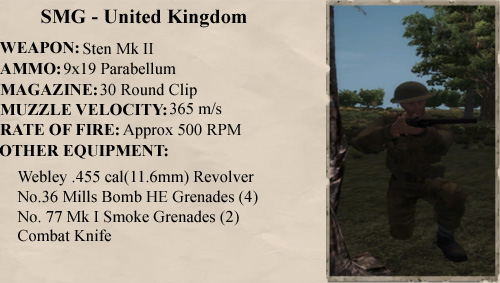 SMG - United Kingdom
WEAPON: Sten Mk II
AMMO: 9x19 Parabellum
MAGAZINE: 30 Round Clip
MUZZLE VELOCITY: 365 m/s
RATE OF FIRE: Approx 500 RPM
OTHER EQUIPMENT:
Webley .455 cal(11.6mm) Revolver
No.36 Mills Bomb HE Grenades (4)
No. 77 Mk I Smoke Grenades (2)
Combat Knife